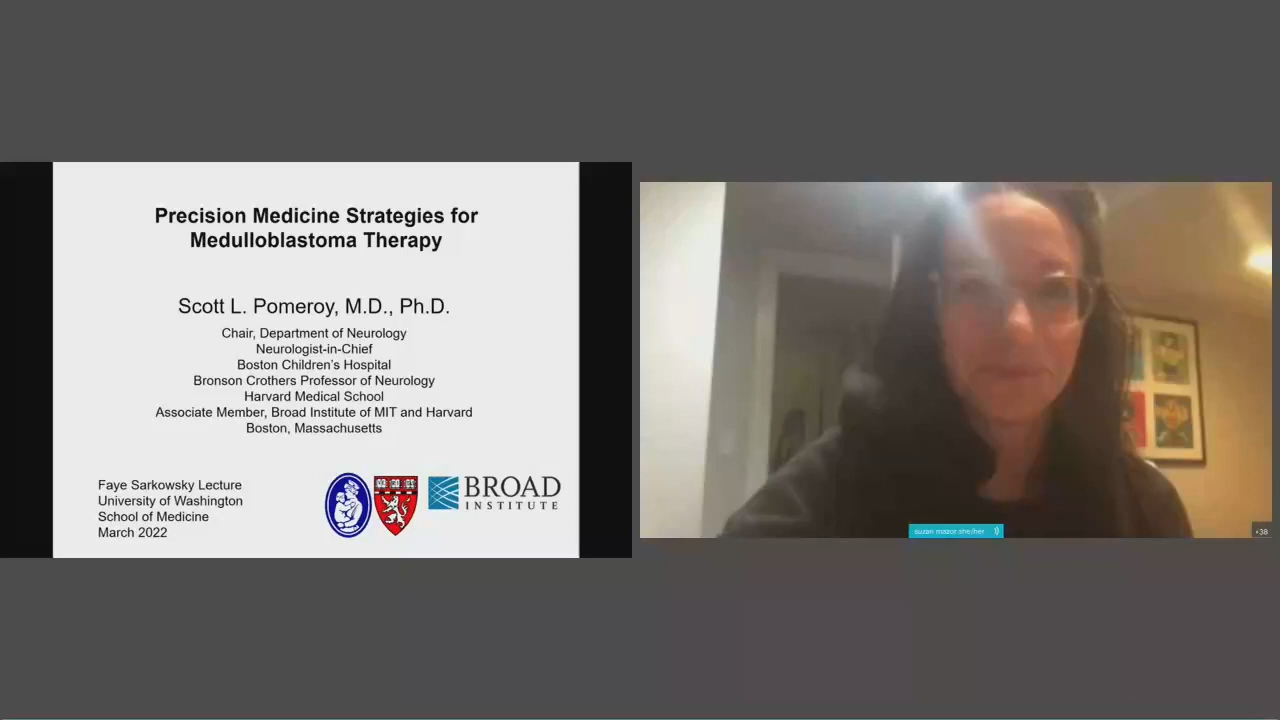 Precision Medicine Strategies for
Medulloblastoma Therapy
Scott L. Pomeroy, M.D., Ph.D.
Chair, Department of Neurology
Neurologist-in-Chief
Boston Children's Hospital
Bronson Crothers Professor of Neurology
Harvard Medical School
Associate Member, Broad Institute of MIT and Harvard
Boston, Massachusetts
Faye Sarkowsky Lecture
University of Washington
School of Medicine
March 2022
BROAD
INSTITUTE
suzan mazor she/her
+38